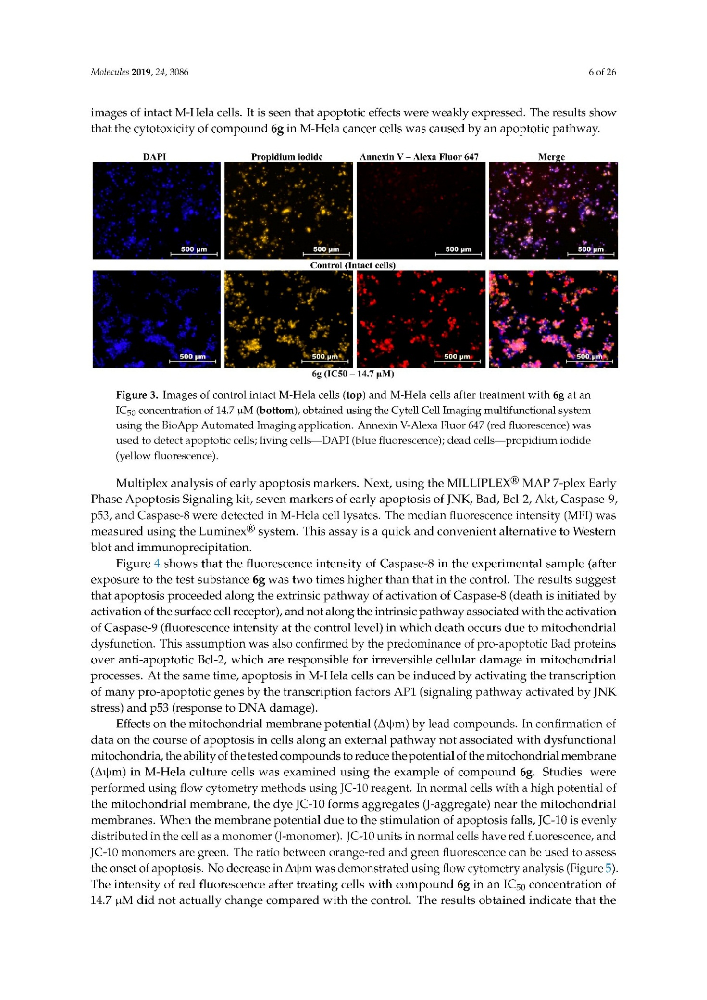 Molecules 2019, 24, 3086 6 of 26
images of intact M-Hela cells. It is seen that apoptotic effects were weakly expressed. The results show
that the cytotoxicity of compound 6g in M-Hela cancer cells was caused by an apoptotic pathway.
DAPI Propidium iodide Annexin V – Alexa Fluor 647 Merge
500 µm 500 µm 500 µm 500 µm
Control (Intact cells)
500 µm 500 µm 500 µm 500 µm
6g (IC50 – 14.7 µM)
Figure 3. Images of control intact M-Hela cells (top) and M-Hela cells after treatment with 6g at an
IC50 concentration of 14.7 µM (bottom), obtained using the Cytell Cell Imaging multifunctional system
using the BioApp Automated Imaging application. Annexin V-Alexa Fluor 647 (red fluorescence) was
used to detect apoptotic cells; living cells—DAPI (blue fluorescence); dead cells—propidium iodide
(yellow fluorescence).
Multiplex analysis of early apoptosis markers. Next, using the MILLIPLEX® MAP 7-plex Early
Phase Apoptosis Signaling kit, seven markers of early apoptosis of JNK, Bad, Bcl-2, Akt, Caspase-9,
p53, and Caspase-8 were detected in M-Hela cell lysates. The median fluorescence intensity (MFI) was
measured using the Luminex® system. This assay is a quick and convenient alternative to Western
blot and immunoprecipitation.
Figure 4 shows that the fluorescence intensity of Caspase-8 in the experimental sample (after
exposure to the test substance 6g was two times higher than that in the control. The results suggest
that apoptosis proceeded along the extrinsic pathway of activation of Caspase-8 (death is initiated by
activation of the surface cell receptor), and not along the intrinsic pathway associated with the activation
of Caspase-9 (fluorescence intensity at the control level) in which death occurs due to mitochondrial
dysfunction. This assumption was also confirmed by the predominance of pro-apoptotic Bad proteins
over anti-apoptotic Bcl-2, which are responsible for irreversible cellular damage in mitochondrial
processes. At the same time, apoptosis in M-Hela cells can be induced by activating the transcription
of many pro-apoptotic genes by the transcription factors AP1 (signaling pathway activated by JNK
stress) and p53 (response to DNA damage).
Effects on the mitochondrial membrane potential (Δψm) by lead compounds. In confirmation of
data on the course of apoptosis in cells along an external pathway not associated with dysfunctional
mitochondria, the ability of the tested compounds to reduce the potential of the mitochondrial membrane
(Δψm) in M-Hela culture cells was examined using the example of compound 6g. Studies were
performed using flow cytometry methods using JC-10 reagent. In normal cells with a high potential of
the mitochondrial membrane, the dye JC-10 forms aggregates (J-aggregate) near the mitochondrial
membranes. When the membrane potential due to the stimulation of apoptosis falls, JC-10 is evenly
distributed in the cell as a monomer (J-monomer). JC-10 units in normal cells have red fluorescence, and
JC-10 monomers are green. The ratio between orange-red and green fluorescence can be used to assess
the onset of apoptosis. No decrease in Δψm was demonstrated using flow cytometry analysis (Figure 5).
The intensity of red fluorescence after treating cells with compound 6g in an IC50 concentration of
14.7 µM did not actually change compared with the control. The results obtained indicate that the